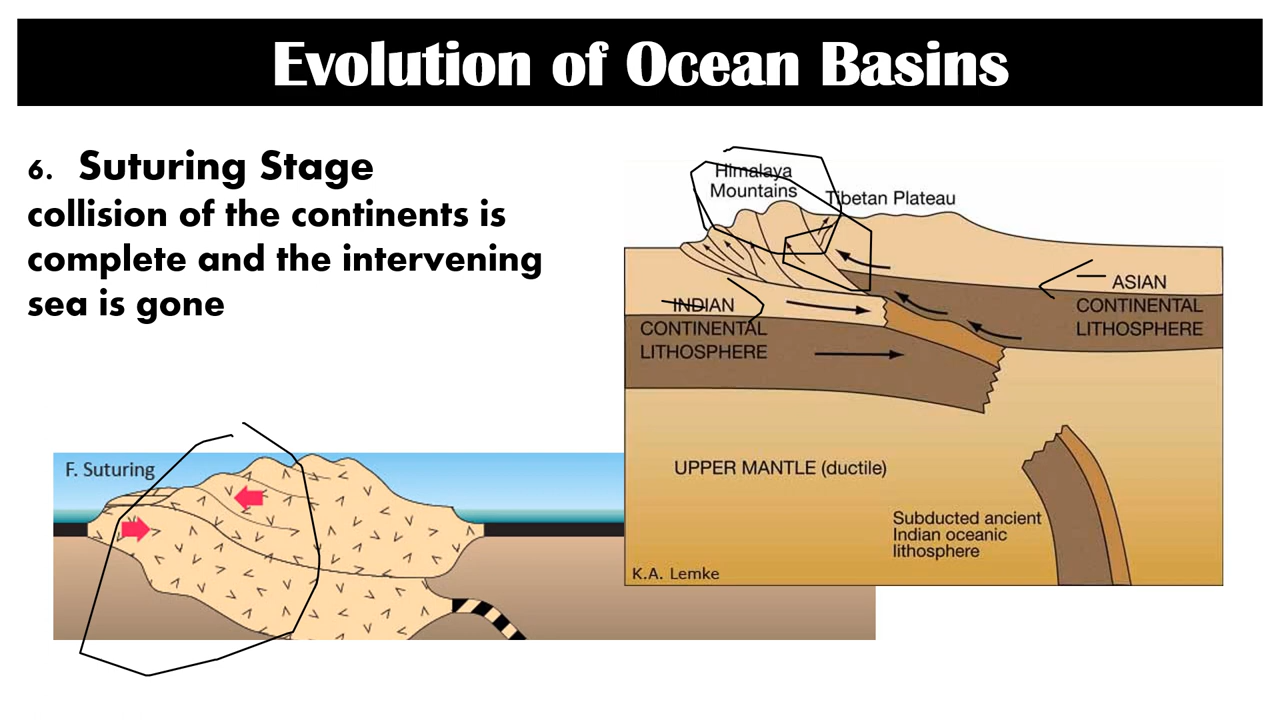 Evolution of Ocean Basins
6. Suturing Stage
collision of the continents is
complete and the intervening
sea is gone
Himalaya
Mountains
Tibetan Plateau
INDIAN
CONTINENTAL
LITHOSPHERE
ASIAN
CONTINENTAL
LITHOSPHERE
UPPER MANTLE (ductile)
Subducted ancient
Indian oceanic
lithosphere
K.A. Lemke
F. Suturing